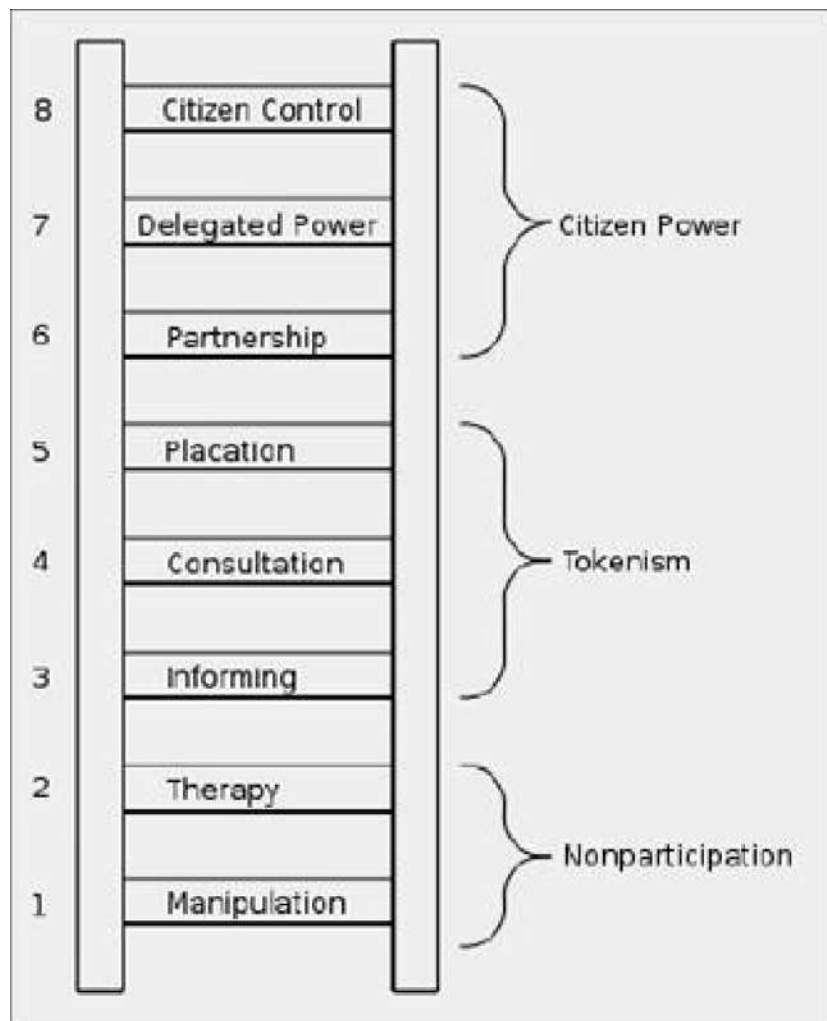 8 Citizen Control
7 Delegated Power
Citizen Power
6 Partnership
5 Placation
4 Consultation
Tokenism
3 Informing
2 Therapy
Nonparticipation
1 Manipulation